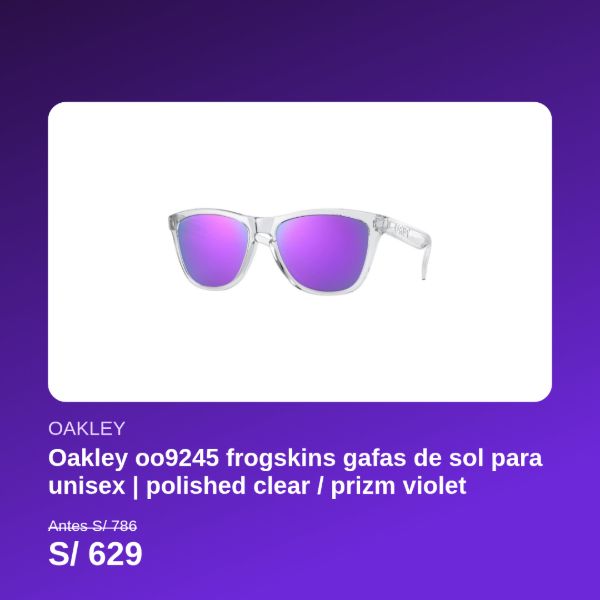 OAKLEY
Oakley oo9245 frogskins gafas de sol para
unisex | polished clear / prizm violet
Antes S/ 786
S/ 629